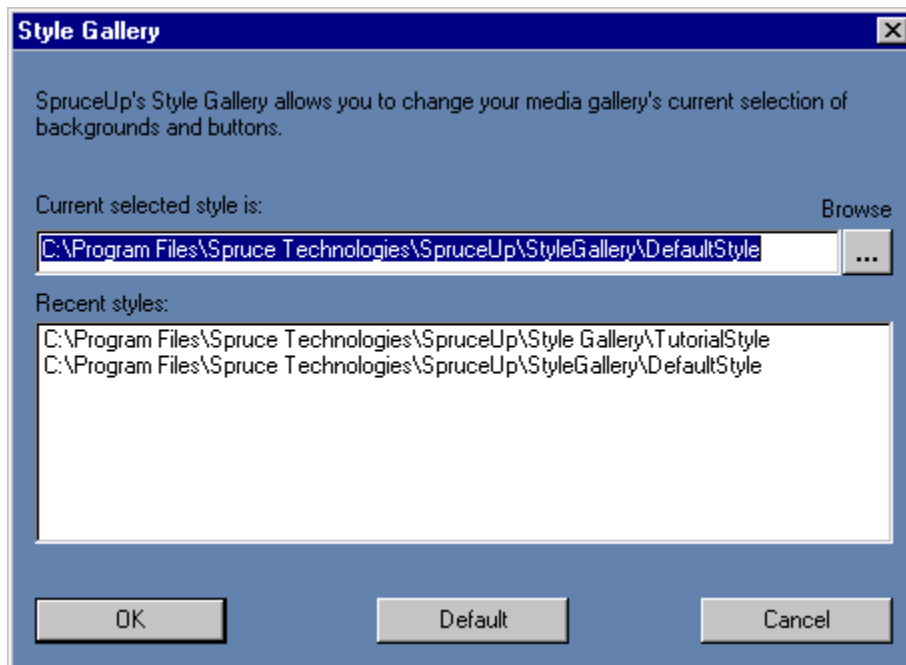 Style Gallery
SpruceUp's Style Gallery allows you to change your media gallery's current selection of
backgrounds and buttons.
Current selected style is:
Browse
C:\Program Files\Spruce Technologies\SpruceUp\StyleGallery\DefaultStyle
...
Recent styles:
C:\Program Files\Spruce Technologies\SpruceUp\Style Gallery\TutorialStyle
C:\Program Files\Spruce Technologies\SpruceUp\StyleGallery\DefaultStyle
OK
Default
Cancel